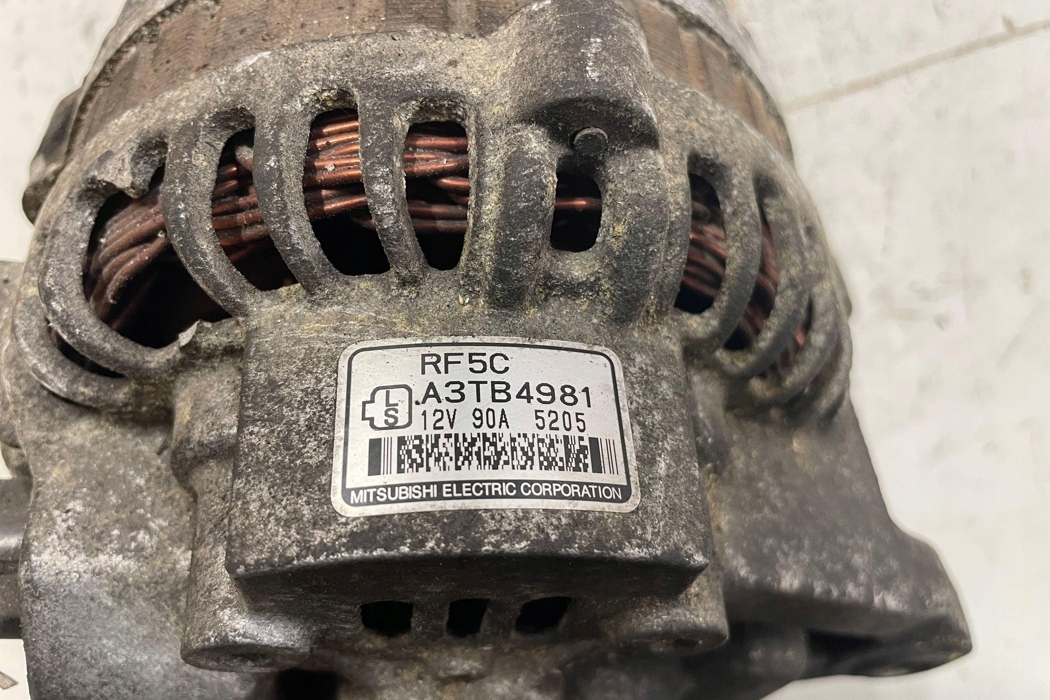 RF5C
L
S
A3TB4981
12V 90A 5205
MITSUBISHI ELECTRIC CORPORATION